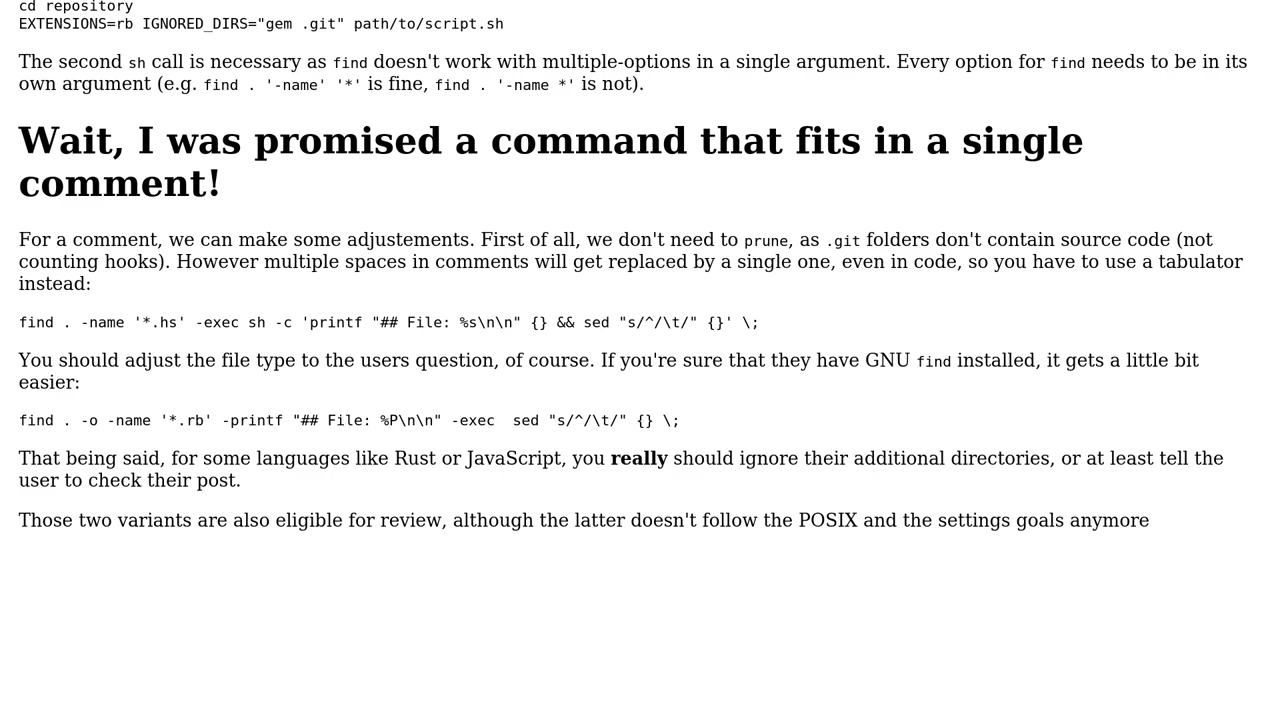 cd repository
EXTENSIONS=rb IGNORED_DIRS="gem .git" path/to/script.sh
The second sh call is necessary as find doesn't work with multiple-options in a single argument. Every option for find needs to be in its
own argument (e.g. find . '-name' '*' is fine, find . '-name *' is not).
Wait, I was promised a command that fits in a single
comment!
For a comment, we can make some adjustements. First of all, we don't need to prune, as .git folders don't contain source code (not
counting hooks). However multiple spaces in comments will get replaced by a single one, even in code, so you have to use a tabulator
instead:
find . -name '*.hs' -exec sh -c 'printf "## File: %s\n\n" {} && sed "s/^/\t/" {}' \;
You should adjust the file type to the users question, of course. If you're sure that they have GNU find installed, it gets a little bit
easier:
find . -o -name '*.rb' -printf "## File: %P\n\n" -exec  sed "s/^/\t/" {} \;
That being said, for some languages like Rust or JavaScript, you really should ignore their additional directories, or at least tell the
user to check their post.
Those two variants are also eligible for review, although the latter doesn't follow the POSIX and the settings goals anymore